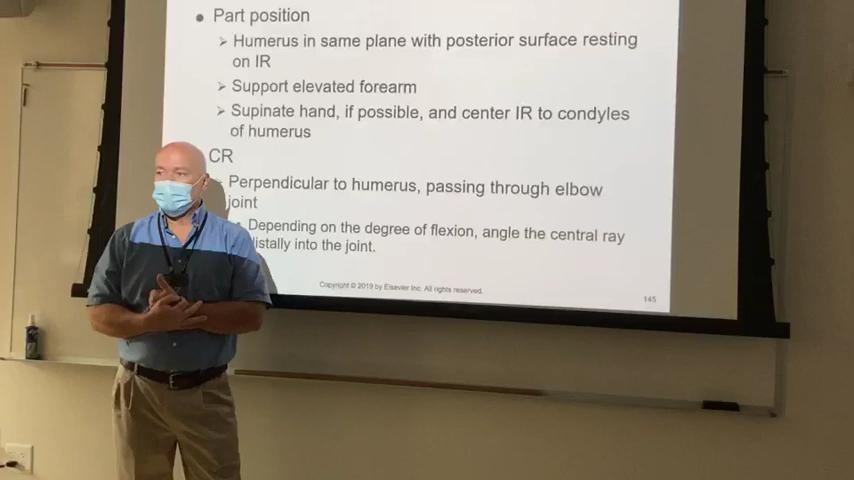 Part position
Humerus in same plane with posterior surface resting
on IR
Support elevated forearm
Supinate hand, if possible, and center IR to condyles
of humerus
CR
Perpendicular to humerus, passing through elbow
joint
Depending on the degree of flexion, angle the central ray
distally into the joint.
Copyright © 2019 by Elsevier Inc. All rights reserved.
145